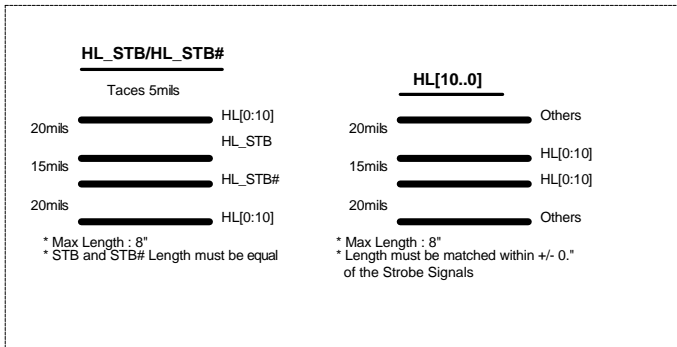 HL_STB/HL_STB#
Taces 5mils
HL[0:10]
20mils
HL_STB
15mils
HL_STB#
20mils
HL[0:10]
* Max Length : 8"
* STB and STB# Length must be equal
HL[10..0]
Others
20mils
HL[0:10]
15mils
HL[0:10]
20mils
Others
* Max Length : 8"
* Length must be matched within +/- 0."
of the Strobe Signals